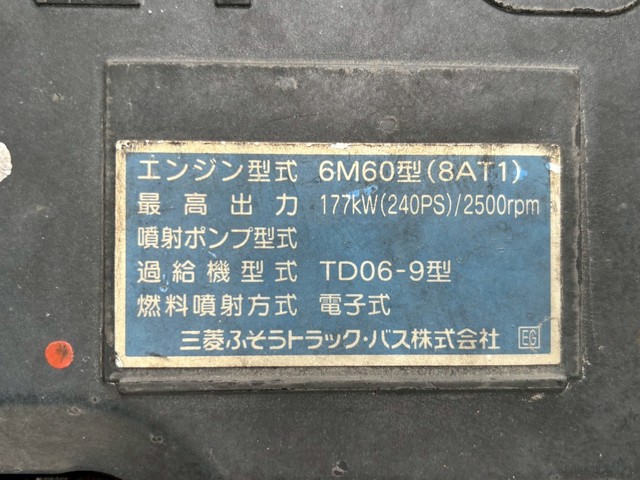 エンジン型式 6M60型(8AT1)
最高出力 177kW(240PS)/2500rpm
噴射ポンプ型式
過給機型式 TD06-9型
燃料噴射方式 電子式
三菱ふそうトラック・バス株式会社 EG